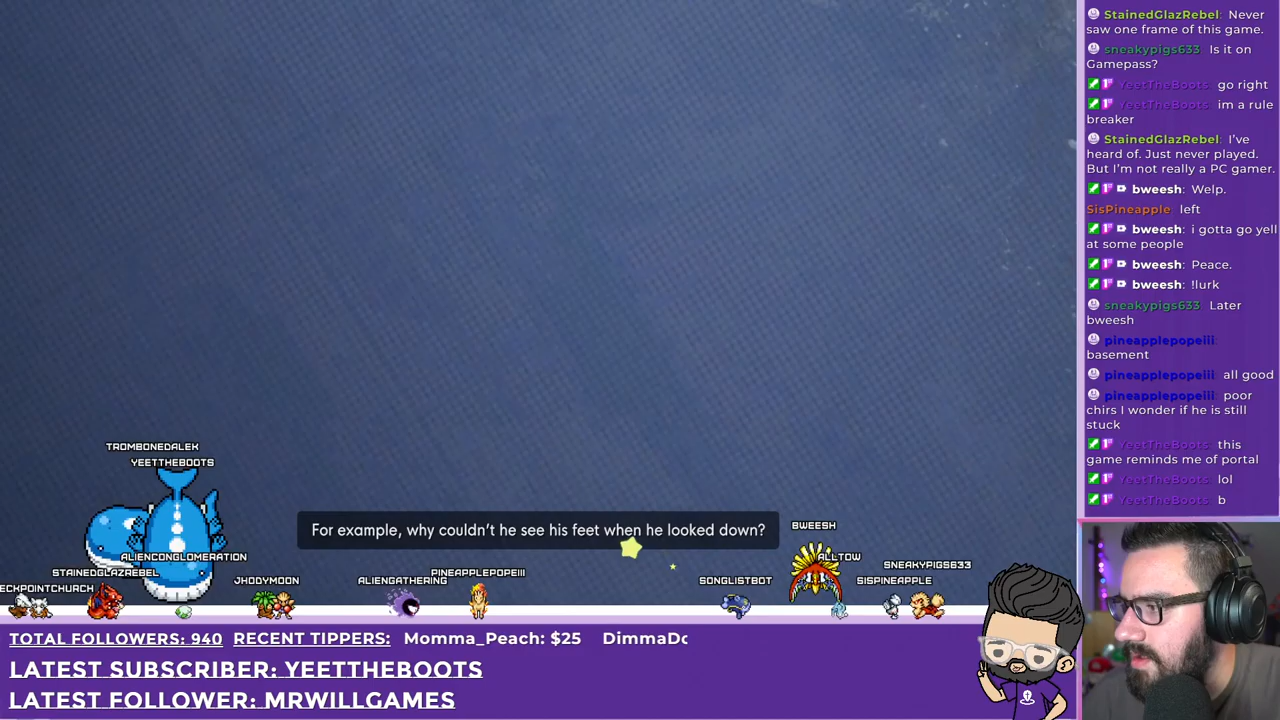 StainedGlazRebel: Never
saw one frame of this game.
sneakypigs633 Is it on
Gamepass?
YeetTheBoots go right
YeetTheBoots im a rule
breaker
StainedGlazRebel: I've
heard of. Just never played.
But I'm not really a PC gamer.
bweesh: Welp.
SisPineapple left
bweesh: i gotta go yell
at some people
bweesh: Peace.
bweesh: !lurk
sneakypigs633 Later
bweesh
pineapplepopeiii
basement
pineapplepopeiii all good
pineapplepopeiii poor
chirs I wonder if he is still
stuck
YeetTheBoots this
game reminds me of portal
YeetTheBoots lol
YeetTheBoots b
TROMBONEDALEK
YEETTHEBOOTS
For example, why couldn't he see his feet when he looked down?
BWEESH
ALIENCONGLOMERATION
ALLTOW
SNEAKYPIGS633
STAINEDGLAZREBEL
PINEAPPLEPOPEIII
JHODYMOON
ALIENGATHERING
SONGLISTBOT
SISPINEAPPLE
ECKPOINTCHURCH
TOTAL FOLLOWERS: 940 RECENT TIPPERS: Momma_Peach: $25 DimmaDc
LATEST SUBSCRIBER: YEETTHEBOOTS
LATEST FOLLOWER: MRWILLGAMES